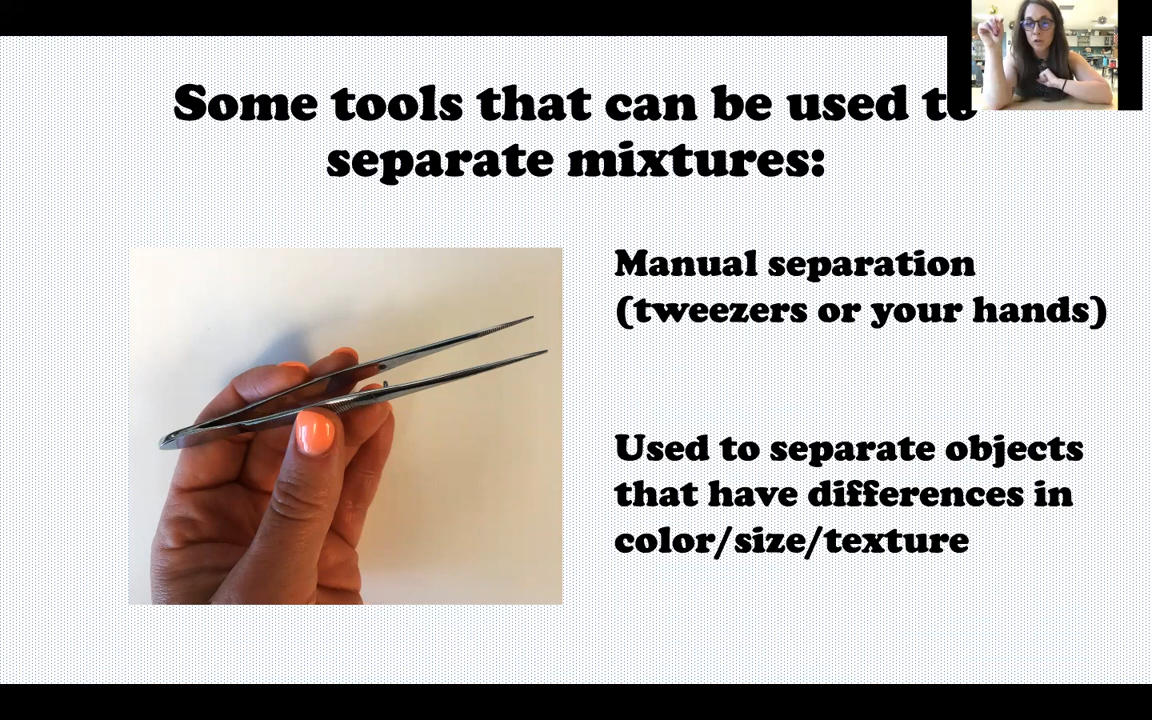 Some tools that can be used to
separate mixtures:
Manual separation
(tweezers or your hands)
Used to separate objects
that have differences in
color/size/texture